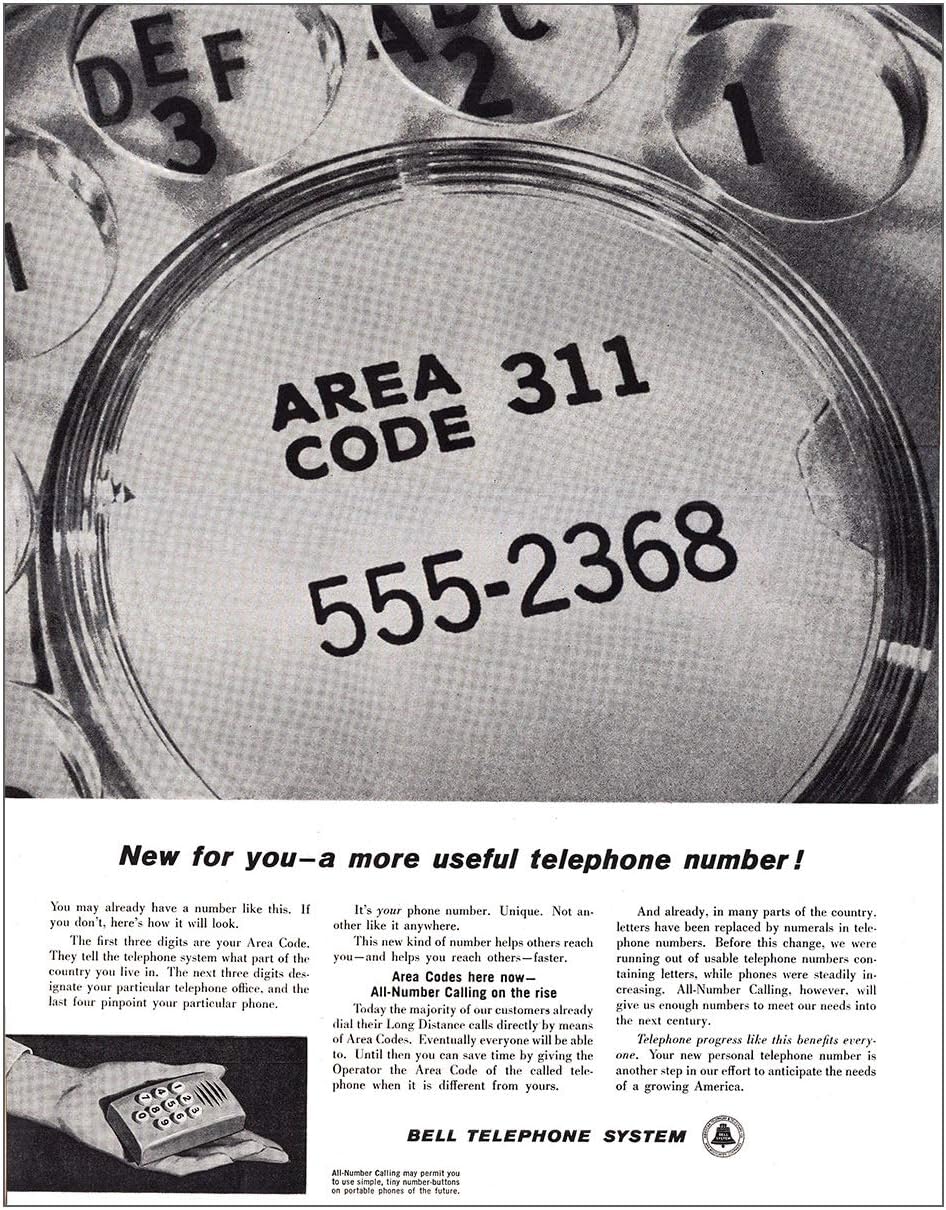 DEF
3
ABC
2
1
1
AREA
CODE 311
555-2368
New for you—a more useful telephone number!
You may already have a number like this. If
you don't, here's how it will look.
The first three digits are your Area Code.
They tell the telephone system what part of the
country you live in. The next three digits des-
ignate your particular telephone office, and the
last four pinpoint your particular phone.
It's your phone number. Unique. Not an-
other like it anywhere.
This new kind of number helps others reach
you—and helps you reach others—faster.
Area Codes here now—
All-Number Calling on the rise
Today the majority of our customers already
dial their Long Distance calls directly by means
of Area Codes. Eventually everyone will be able
to. Until then you can save time by giving the
Operator the Area Code of the called tele-
phone when it is different from yours.
And already, in many parts of the country,
letters have been replaced by numerals in tele-
phone numbers. Before this change, we were
running out of usable telephone numbers con-
taining letters, while phones were steadily in-
creasing. All-Number Calling, however, will
give us enough numbers to meet our needs into
the next century.
Telephone progress like this benefits every-
one. Your new personal telephone number is
another step in our effort to anticipate the needs
of a growing America.
1 2 3
4 5 6
7 8 9
0
BELL TELEPHONE SYSTEM
BELL
SYSTEM
All-Number Calling may permit you
to use simple, tiny number-buttons
on portable phones of the future.